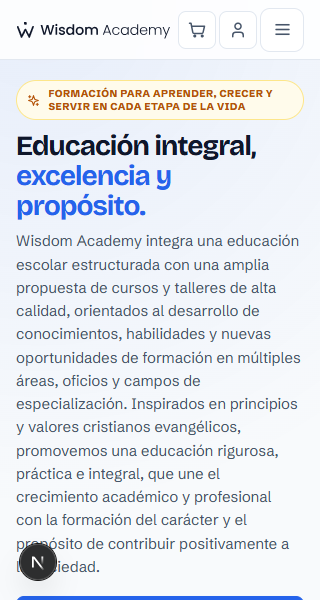 Wisdom Academy
FORMACIÓN PARA APRENDER, CRECER Y
SERVIR EN CADA ETAPA DE LA VIDA
Educación integral,
excelencia y
propósito.
Wisdom Academy integra una educación
escolar estructurada con una amplia
propuesta de cursos y talleres de alta
calidad, orientados al desarrollo de
conocimientos, habilidades y nuevas
oportunidades de formación en múltiples
áreas, oficios y campos de
especialización. Inspirados en principios
y valores cristianos evangélicos,
promovemos una educación rigurosa,
práctica e integral, que une el
crecimiento académico y profesional
con la formación del carácter y el
propósito de contribuir positivamente a
N